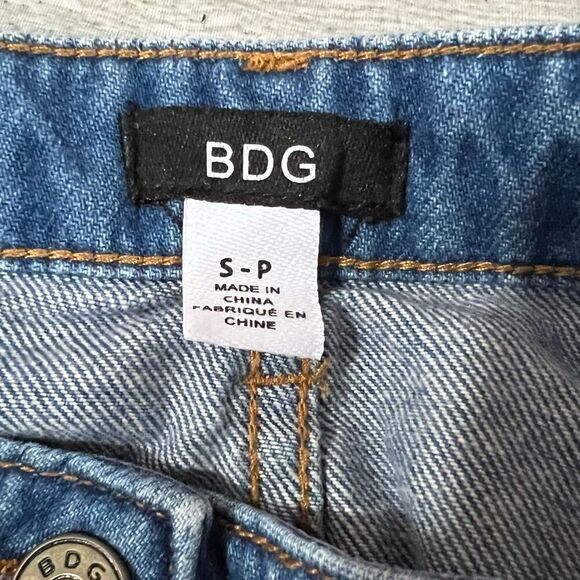 BDG
S-P
MADE IN
CHINA
FABRIQUÉ EN
CHINE
BDG